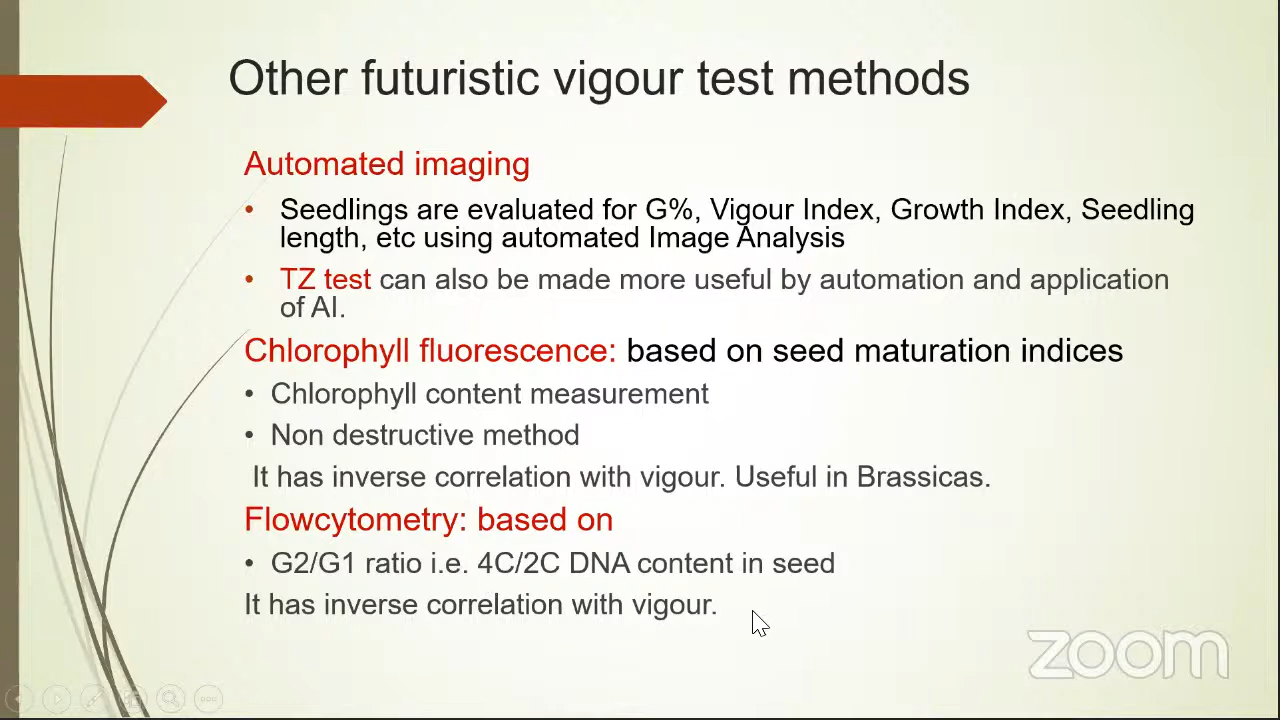 Other futuristic vigour test methods
Automated imaging
• Seedlings are evaluated for G%, Vigour Index, Growth Index, Seedling
length, etc using automated Image Analysis
• TZ test can also be made more useful by automation and application
of AI.
Chlorophyll fluorescence: based on seed maturation indices
• Chlorophyll content measurement
• Non destructive method
It has inverse correlation with vigour. Useful in Brassicas.
Flowcytometry: based on
• G2/G1 ratio i.e. 4C/2C DNA content in seed
It has inverse correlation with vigour.
zoom